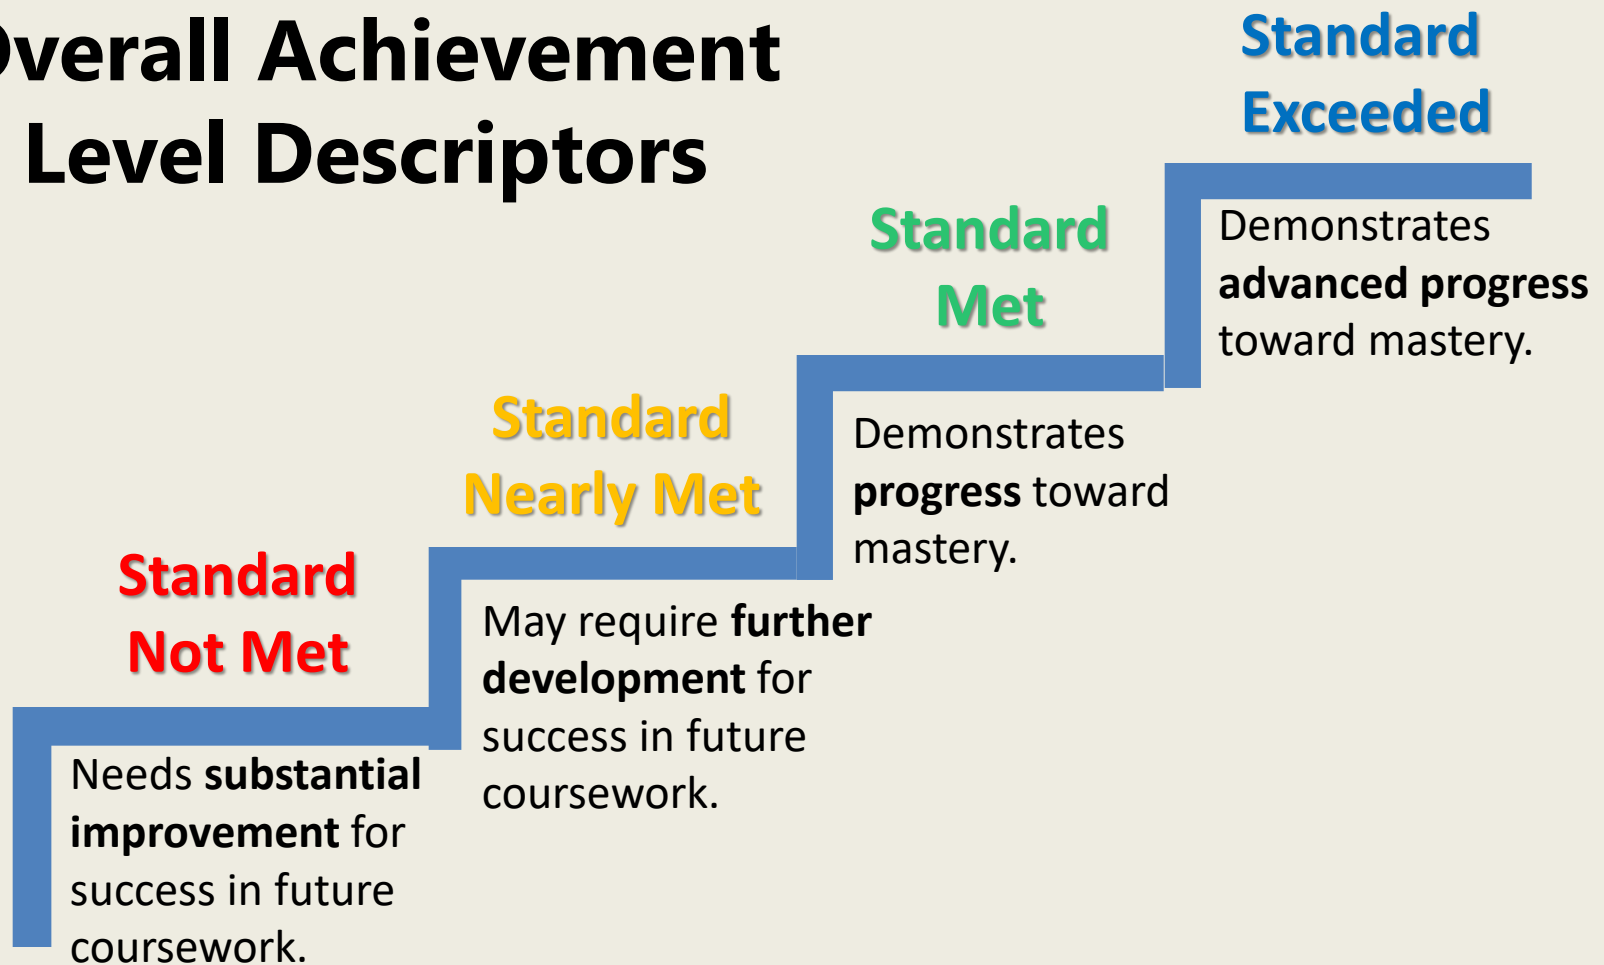 Overall Achievement
Level Descriptors
Standard
Exceeded
Demonstrates
advanced progress
toward mastery.
Standard
Met
Demonstrates
progress toward
mastery.
Standard
Nearly Met
May require further
development for
success in future
coursework.
Standard
Not Met
Needs substantial
improvement for
success in future
coursework.